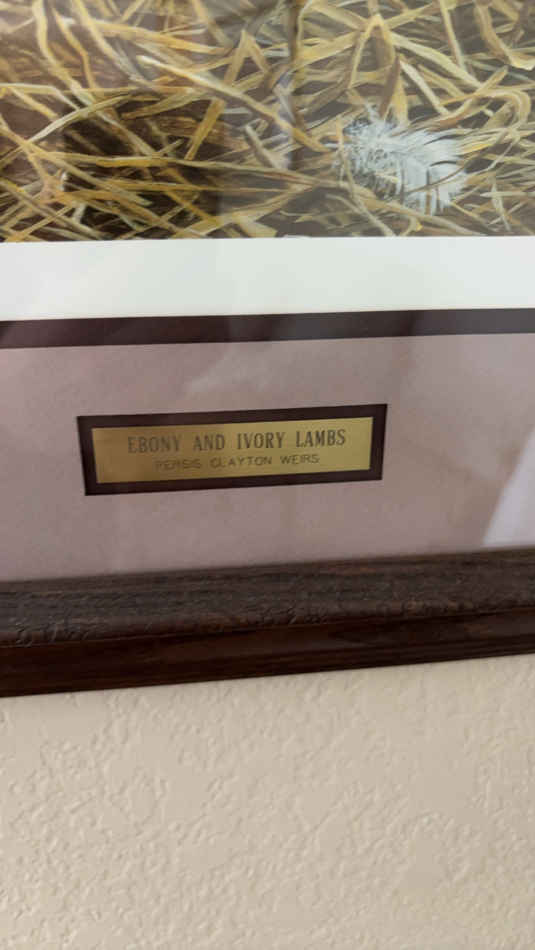 EBONY AND IVORY LAMBS
PERSIS CLAYTON WEIRS